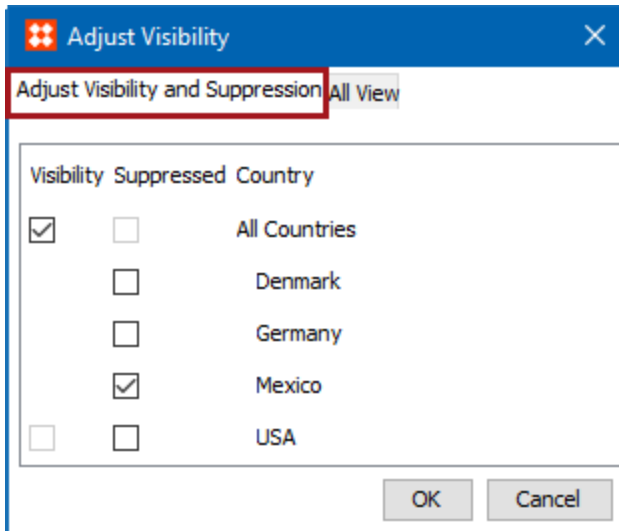 Adjust Visibility
Adjust Visibility and Suppression All View
Visibility Suppressed Country
All Countries
Denmark
Germany
Mexico
USA
OK Cancel